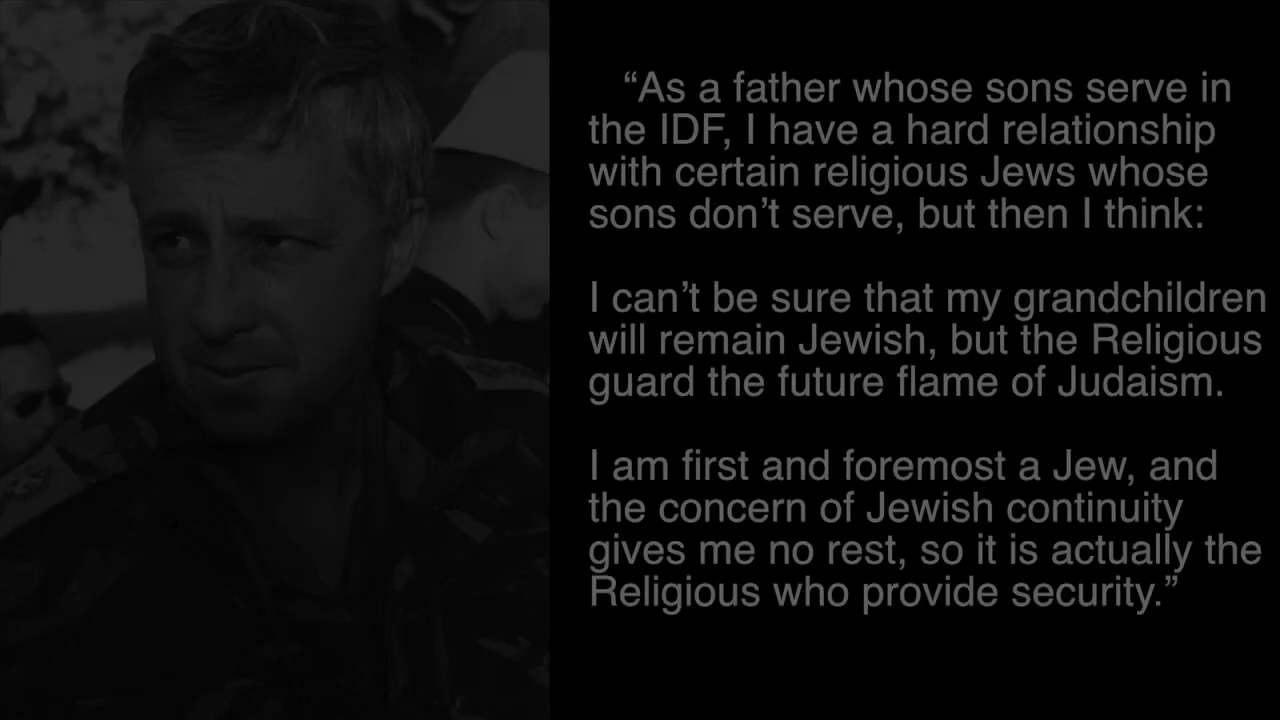 “As a father whose sons serve in
the IDF, I have a hard relationship
with certain religious Jews whose
sons don’t serve, but then I think:
I can’t be sure that my grandchildren
will remain Jewish, but the Religious
guard the future flame of Judaism.
I am first and foremost a Jew, and
the concern of Jewish continuity
gives me no rest, so it is actually the
Religious who provide security.”